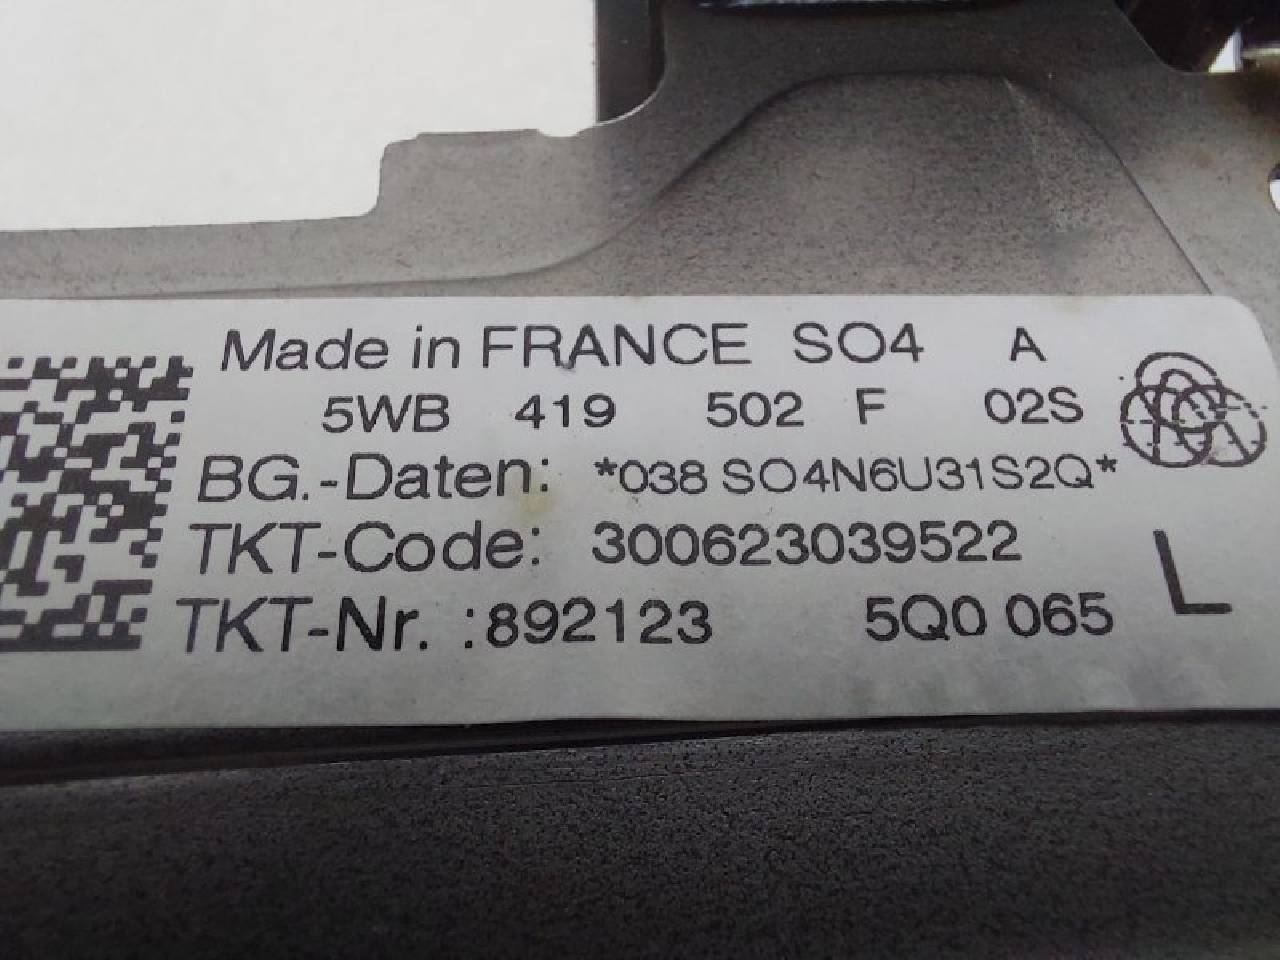 Made in FRANCE SO4 A
5WB 419 502 F 02S
BG.-Daten: *038 SO4N6U31S2Q*
TKT-Code: 300623039522
TKT-Nr. :892123 5Q0 065 L